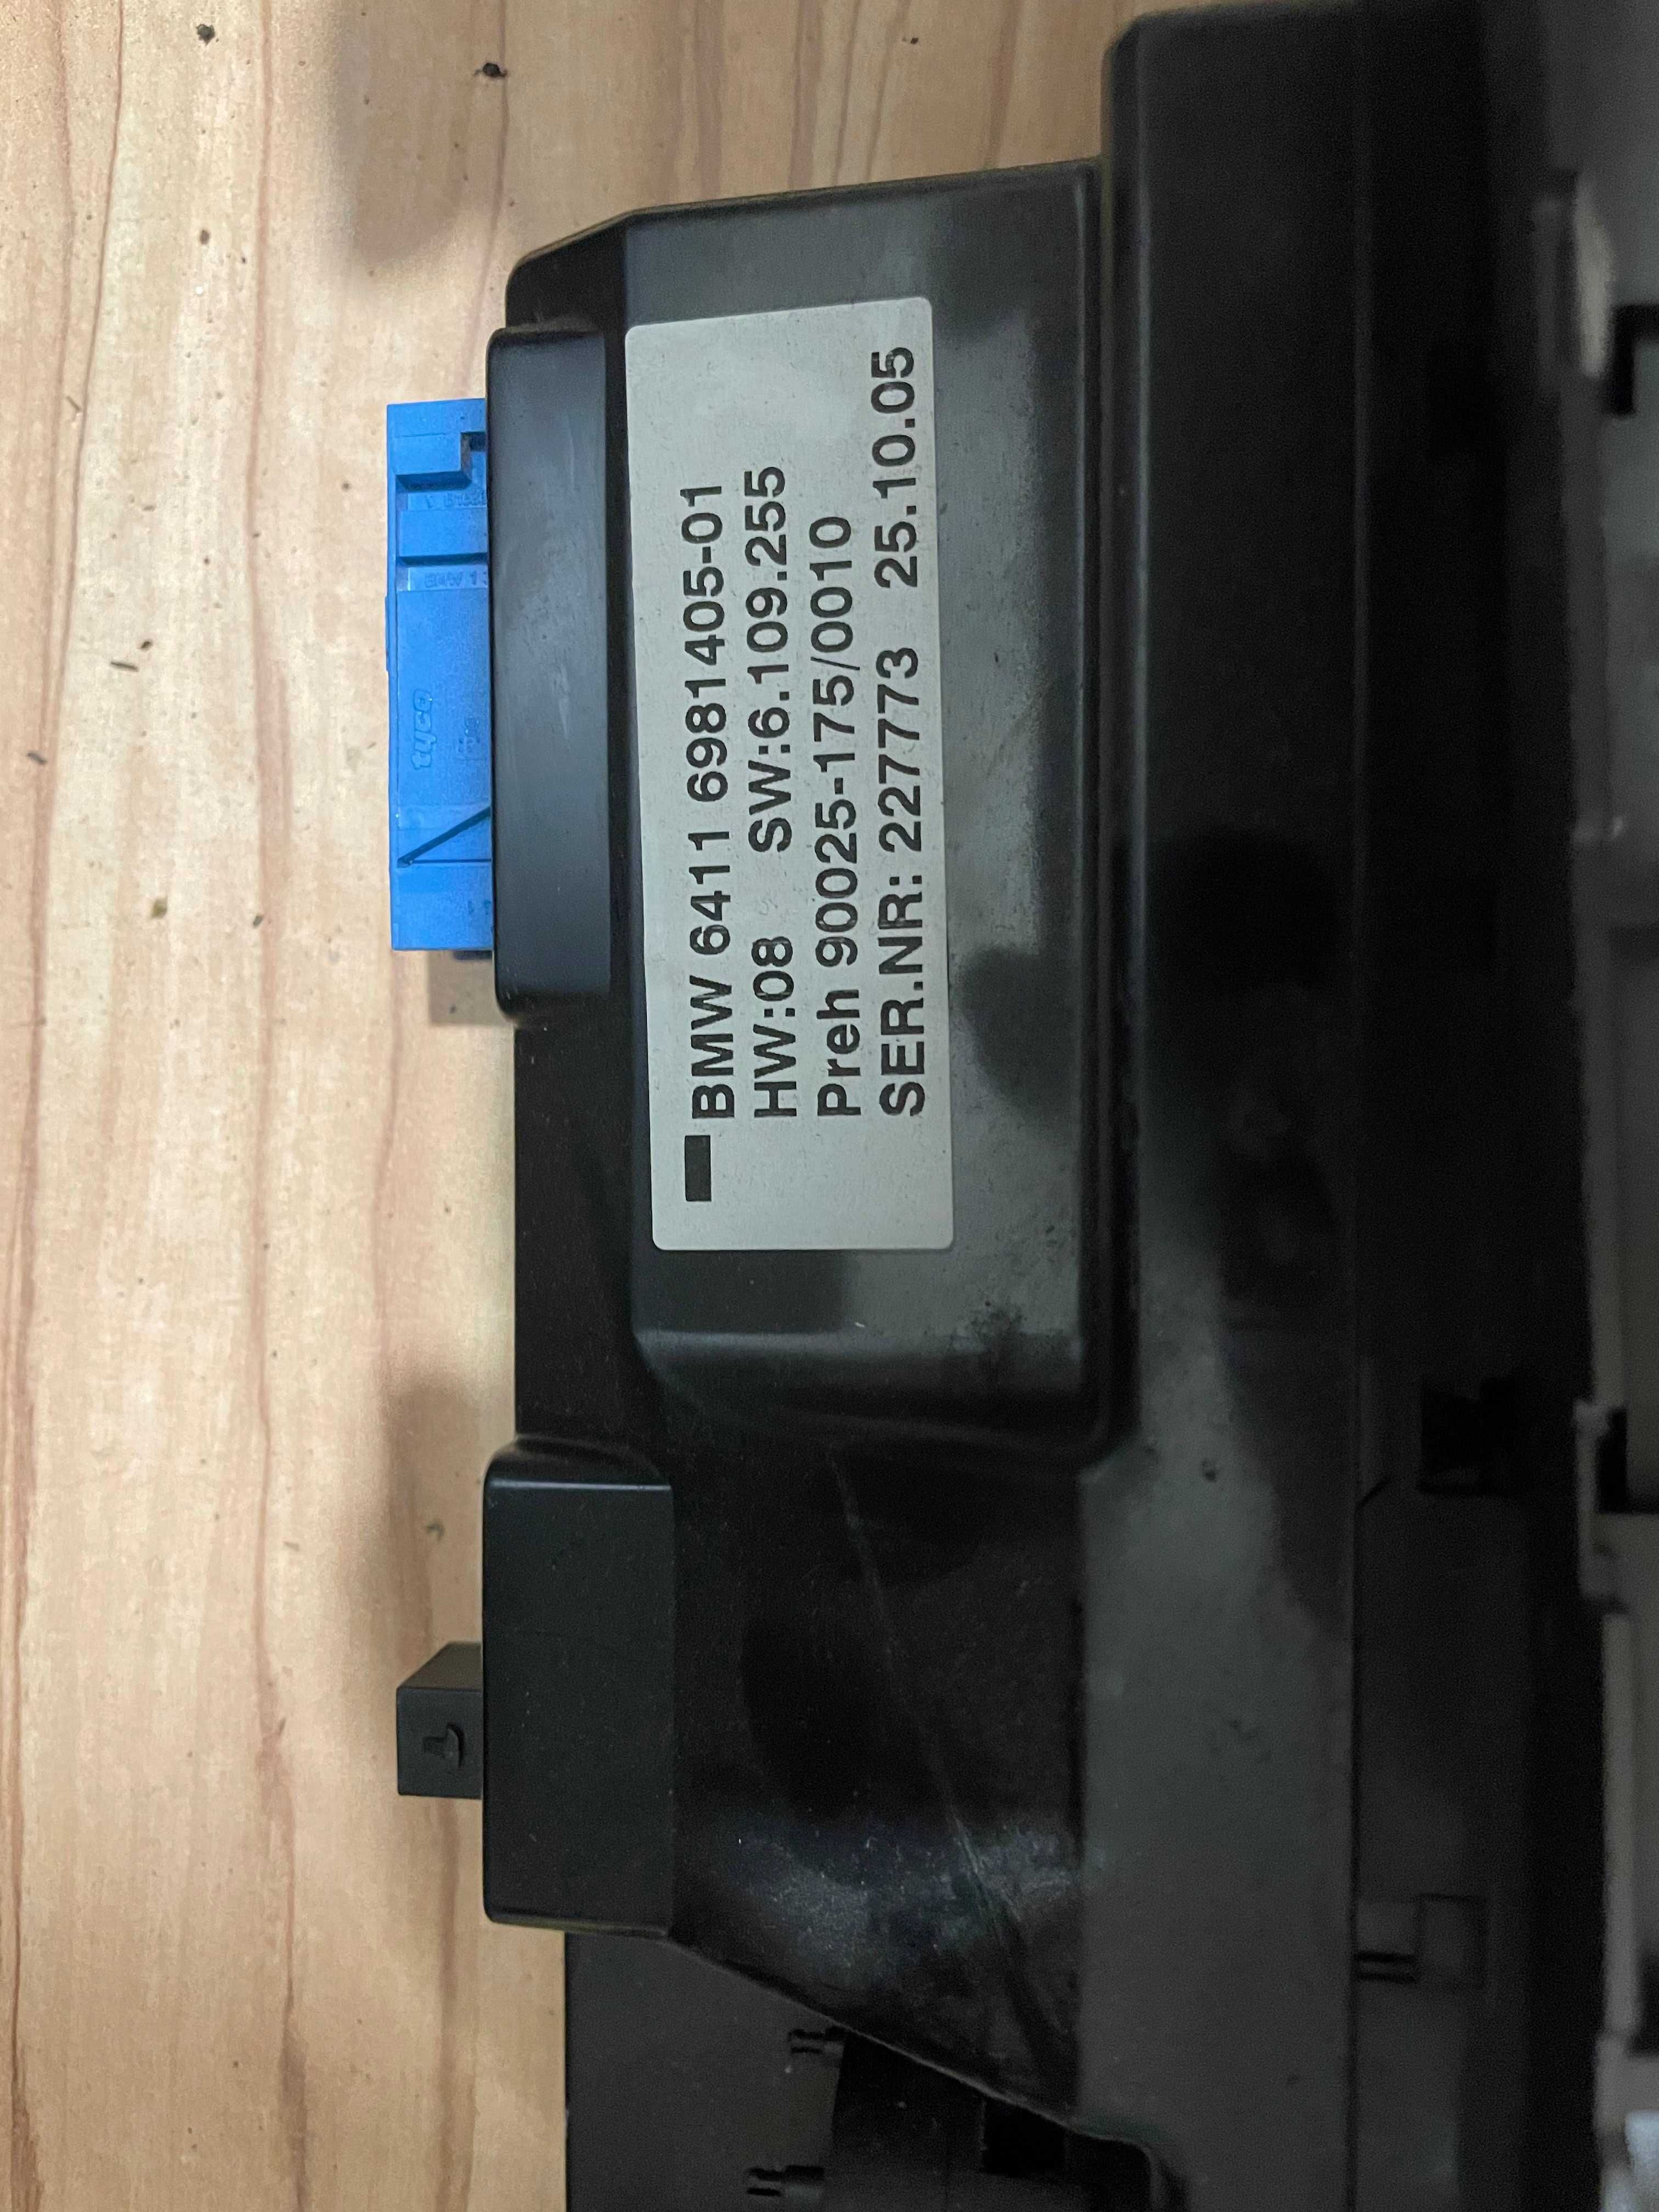 BMW 6411 6981405-01
HW:08 SW:6.109.255
Preh 90025-175/0010
SER.NR: 227773 25.10.05
tyco